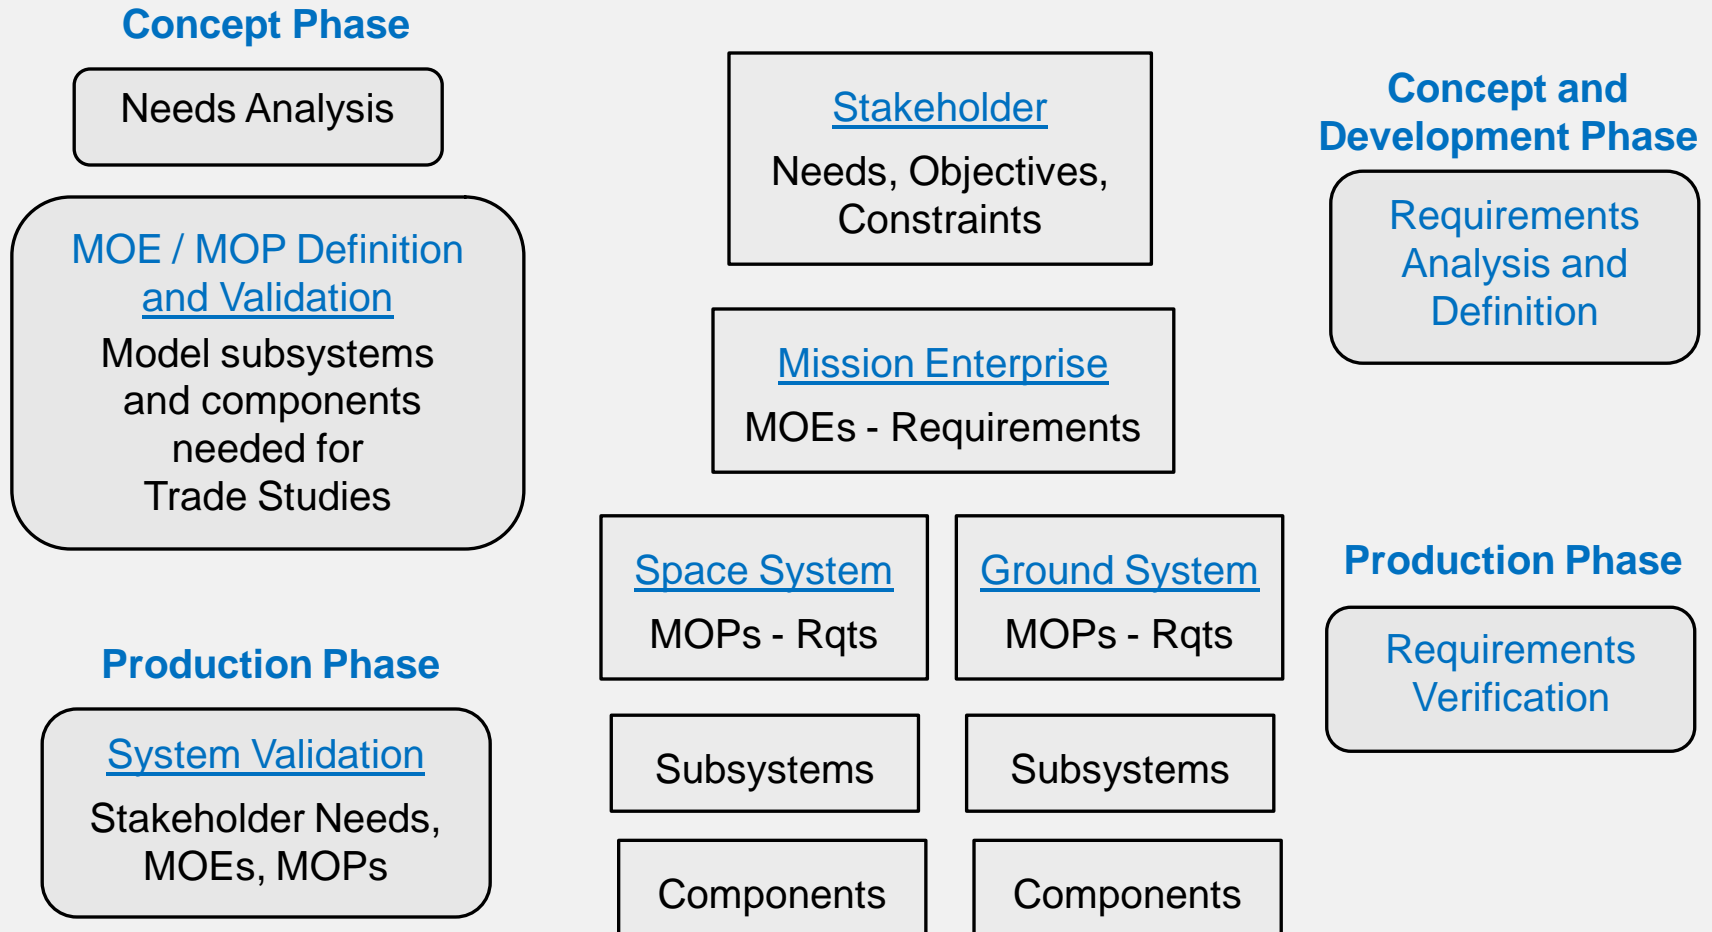 Concept Phase
Needs Analysis
MOE / MOP Definition
and Validation
Model subsystems
and components
needed for
Trade Studies
Production Phase
System Validation
Stakeholder Needs,
MOEs, MOPs
Stakeholder
Needs, Objectives,
Constraints
Mission Enterprise
MOEs - Requirements
Space System
MOPs - Rqts
Ground System
MOPs - Rqts
Subsystems
Subsystems
Components
Components
Concept and
Development Phase
Requirements
Analysis and
Definition
Production Phase
Requirements
Verification